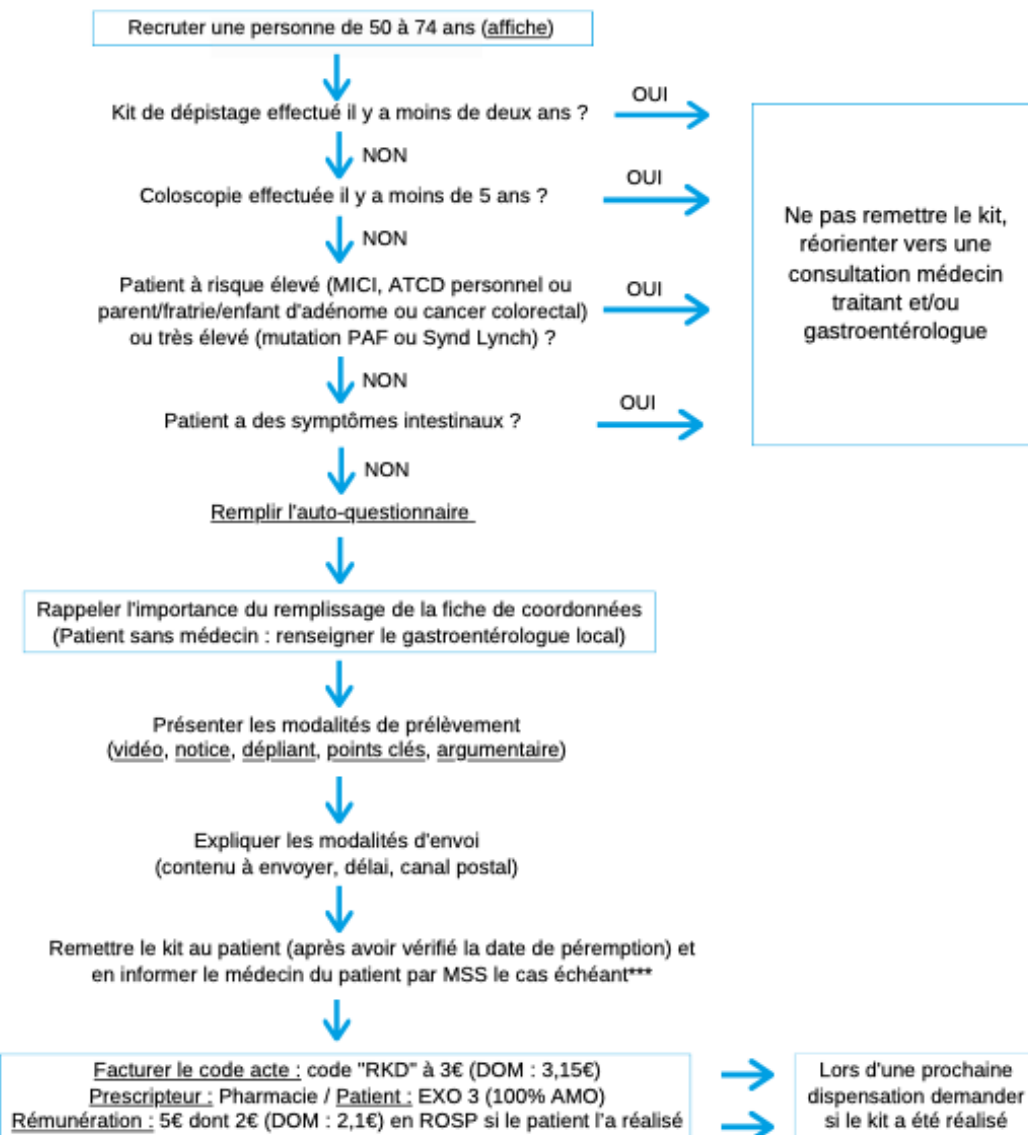 Recruter une personne de 50 à 74 ans (affiche)
Kit de dépistage effectué il y a moins de deux ans ?
OUI
NON
Coloscopie effectuée il y a moins de 5 ans ?
OUI
NON
Patient à risque élevé (MICI, ATCD personnel ou
parent/fratrie/enfant d'adénome ou cancer colorectal)
ou très élevé (mutation PAF ou Synd Lynch) ?
OUI
NON
Patient a des symptômes intestinaux ?
OUI
NON
Ne pas remettre le kit,
réorienter vers une
consultation médecin
traitant et/ou
gastroentérologue
Remplir l'auto-questionnaire
Rappeler l'importance du remplissage de la fiche de coordonnées
(Patient sans médecin : renseigner le gastroentérologue local)
Présenter les modalités de prélèvement
(vidéo, notice, dépliant, points clés, argumentaire)
Expliquer les modalités d'envoi
(contenu à envoyer, délai, canal postal)
Remettre le kit au patient (après avoir vérifié la date de péremption) et
en informer le médecin du patient par MSS le cas échéant***
Facturer le code acte : code "RKD" à 3€ (DOM : 3,15€)
Prescripteur : Pharmacie / Patient : EXO 3 (100% AMO)
Rémunération : 5€ dont 2€ (DOM : 2,1€) en ROSP si le patient l'a réalisé
Lors d'une prochaine
dispensation demander
si le kit a été réalisé